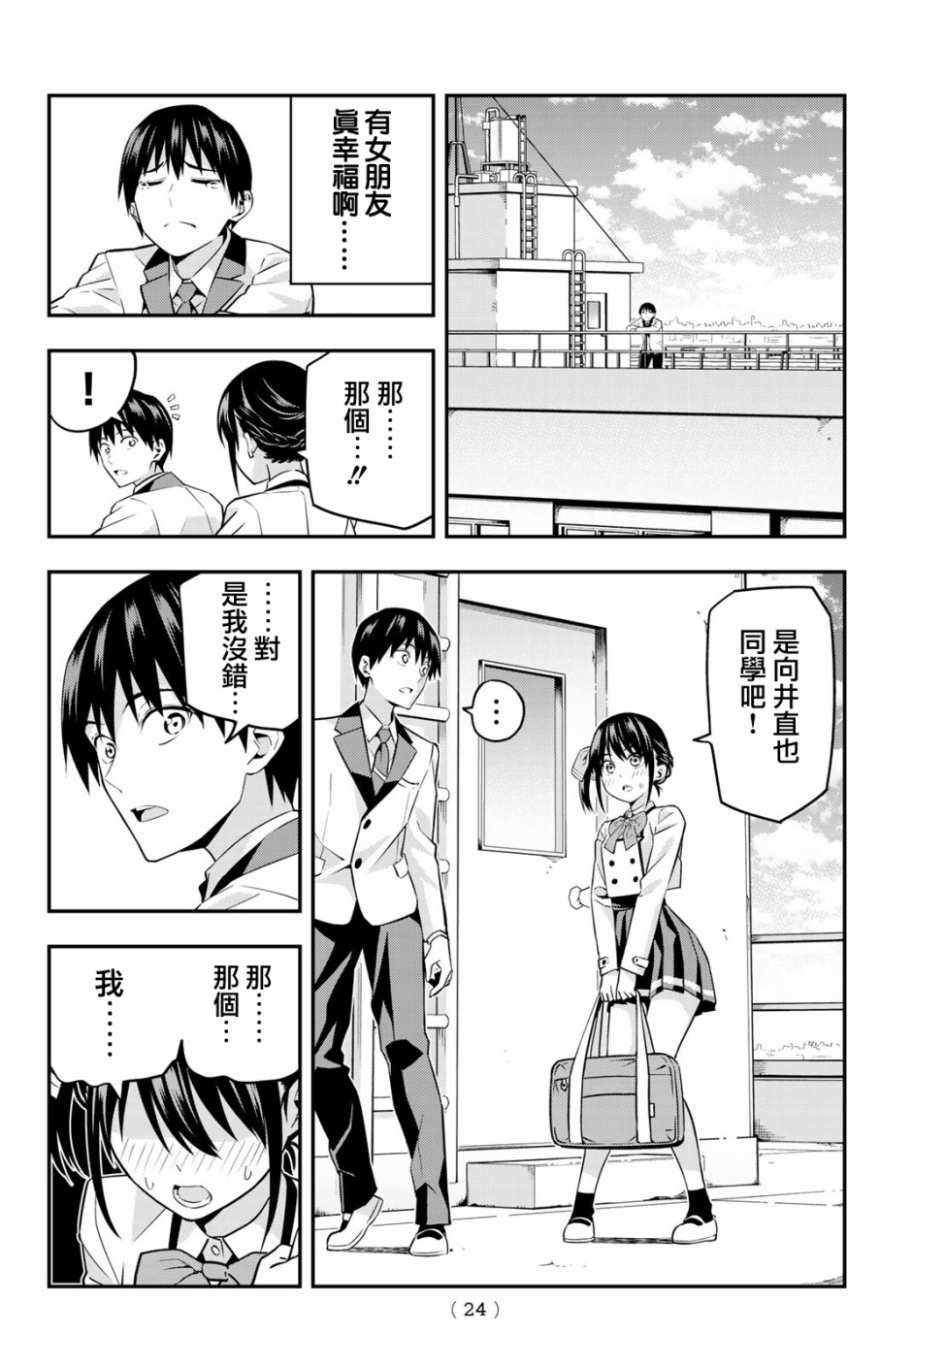 有女朋友
眞幸福啊……
那……
那個…!!
！
是向井直也
同學吧！
…
……對
是我沒錯…
那……
那個…
我……
（24）